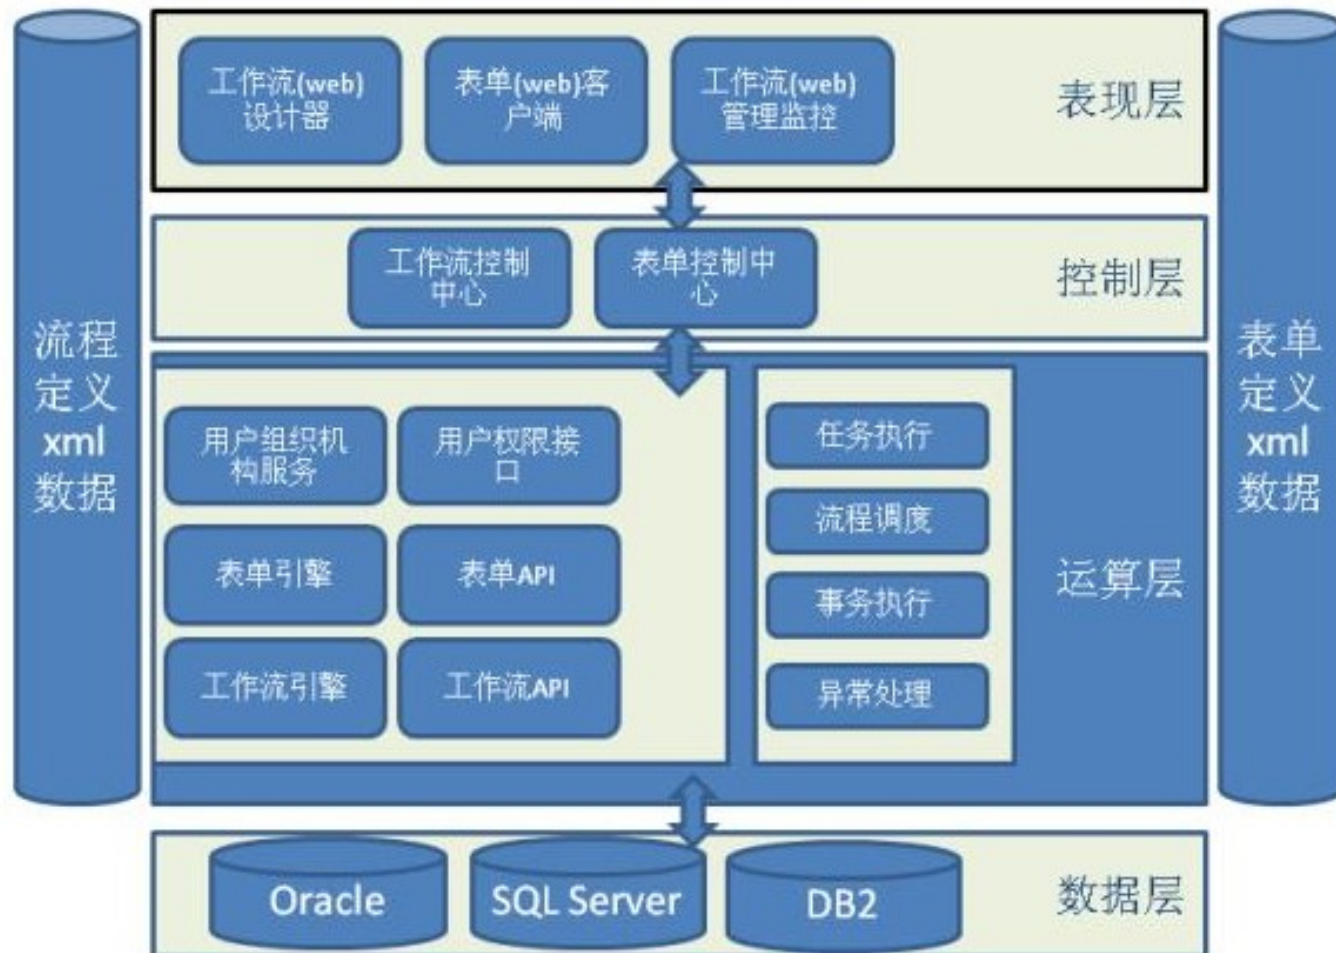 工作流(web)
设计器
表单(web)客
户端
工作流(web)
管理监控
表现层
工作流控制
中心
表单控制中
心
控制层
流程
定义
xml
数据
表单
定义
xml
数据
用户组织机
构服务
用户权限接
口
表单引擎
表单API
工作流引擎
工作流API
任务执行
流程调度
事务执行
异常处理
运算层
Oracle
SQL Server
DB2
数据层